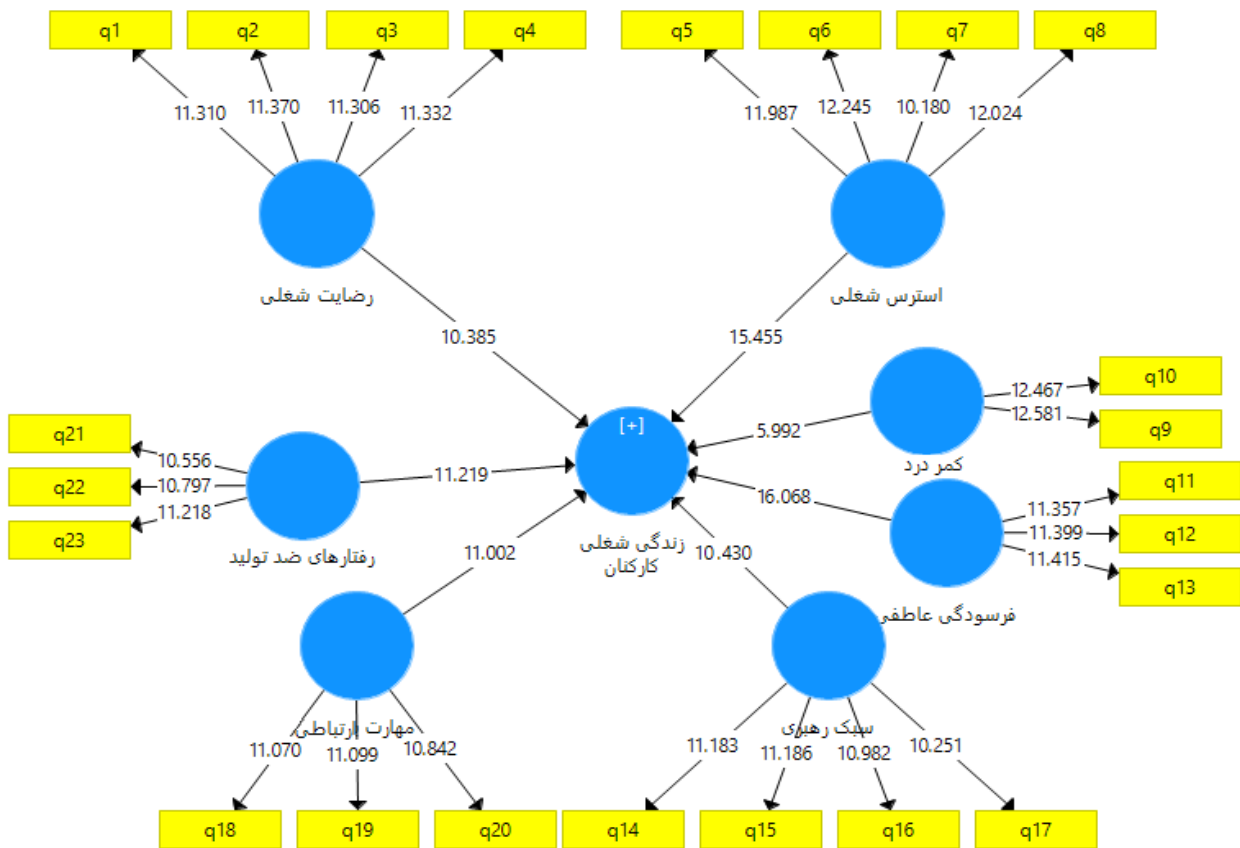 q1
q2
q3
q4
q5
q6
q7
q8
11.310
11.370
11.306
11.332
11.987
12.245
10.180
12.024
رضایت شغلی
استرس شغلی
10.385
15.455
q10
12.467
12.581
q9
5.992
کمر درد
[+]
q21
q22
q23
10.556
10.797
11.218
11.219
رفتارهای ضد تولید
زندگی شغلی
کارکنان
16.068
q11
q12
q13
11.357
11.399
11.415
فرسودگی عاطفی
11.002
10.430
مهارت ارتباطی
سبک رهبری
11.070
11.099
10.842
11.183
11.186
10.982
10.251
q18
q19
q20
q14
q15
q16
q17